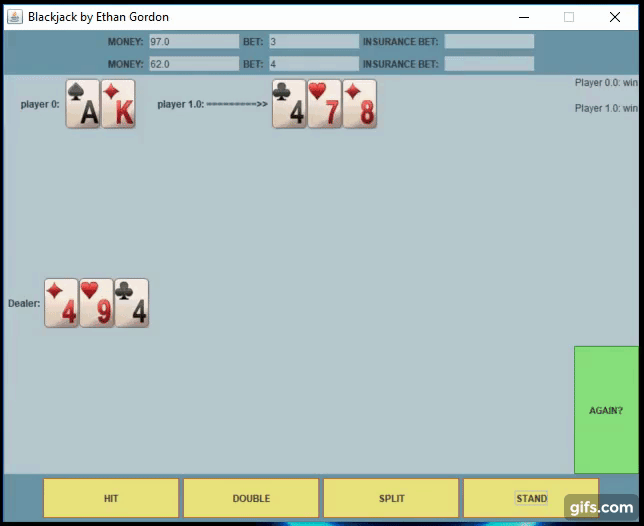 Blackjack by Ethan Gordon
MONEY: 97.0 BET: 3 INSURANCE BET:
MONEY: 62.0 BET: 4 INSURANCE BET:
player 0: A K player 1.0: =========>> 4 7 8
Player 0.0: win
Player 1.0: win
Dealer: 4 9 4
AGAIN?
HIT DOUBLE SPLIT STAND
gifs.com